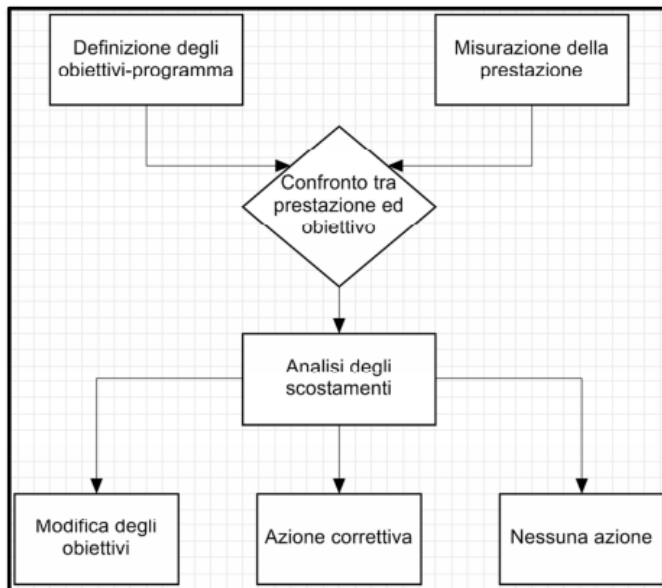 Definizione degli
obiettivi-programma
Misurazione della
prestazione
Confronto tra
prestazione ed
obiettivo
Analisi degli
scostamenti
Modifica degli
obiettivi
Azione correttiva
Nessuna azione